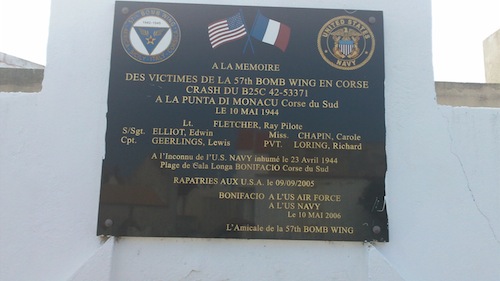 A LA MEMOIRE
DES VICTIMES DE LA 57th BOMB WING EN CORSE
CRASH DU B25C 42-53371
A LA PUNTA DI MONACU Corse du Sud
LE 10 MAI 1944
Lt. FLETCHER, Ray Pilote
S/Sgt. ELLIOT, Edwin Miss. CHAPIN, Carole
Cpt. GEERLINGS, Lewis PVT. LORING, Richard
A l'Inconnu de l'U.S. NAVY inhumé le 23 Avril 1944
Plage de Cala Longa BONIFACIO Corse du Sud
RAPATRIES AUX U.S.A. le 09/09/2005
BONIFACIO A L'US AIR FORCE
A L'US NAVY
Le 10 MAI 2006
L'Amicale de la 57th BOMB WING